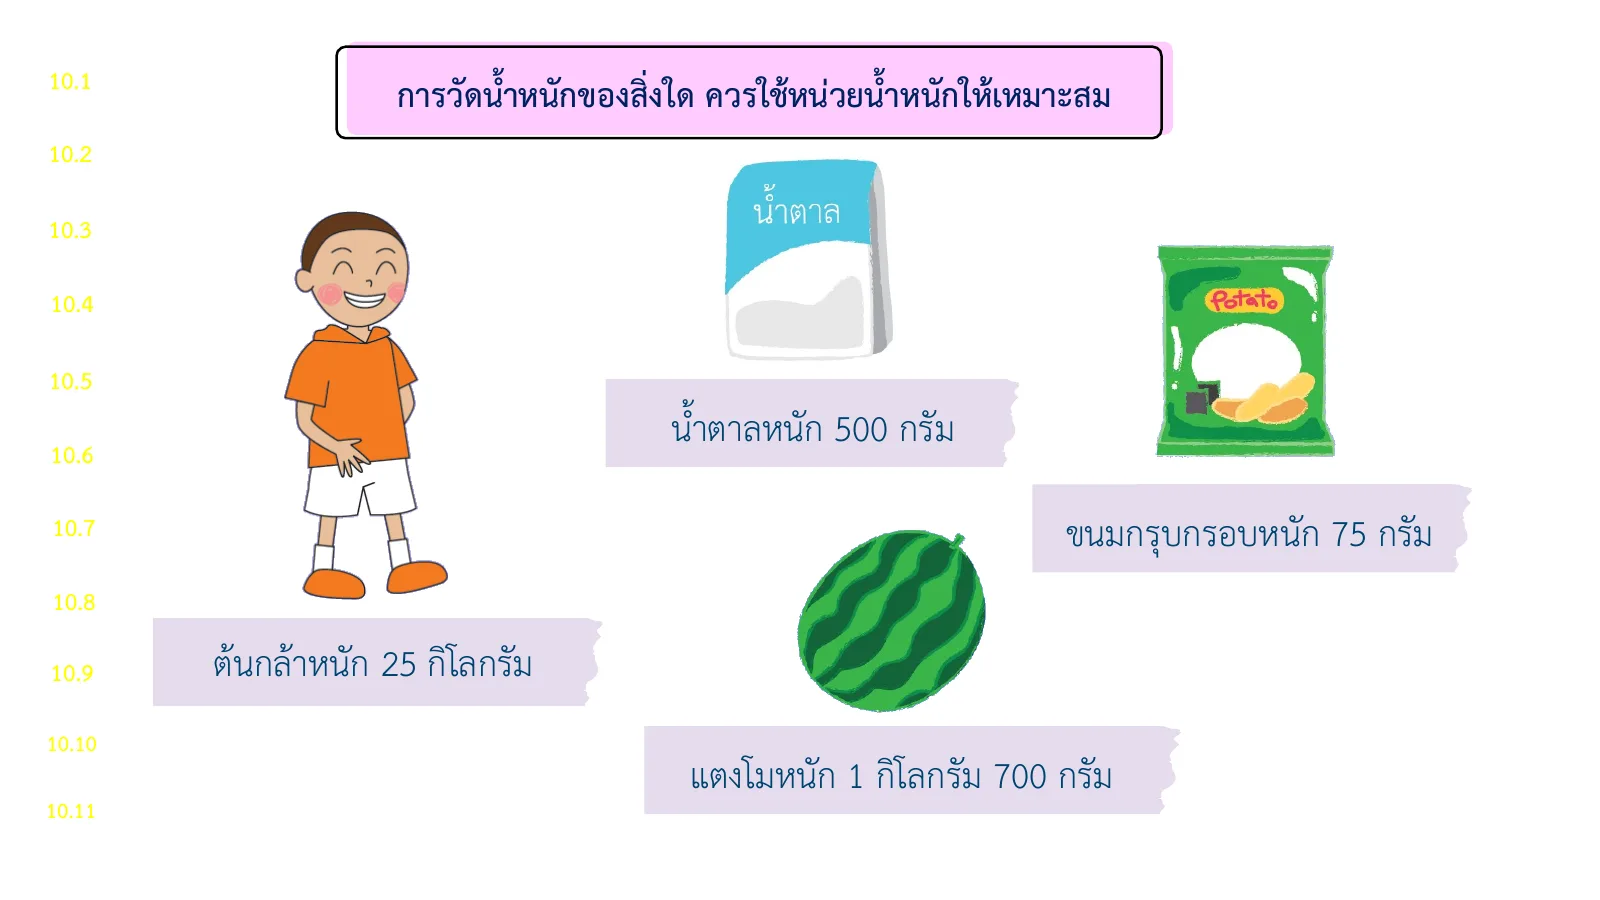 การวัดน้ำหนักของสิ่งใด ควรใช้หน่วยน้ำหนักให้เหมาะสม
10.1
10.2
10.3
10.4
10.5
10.6
10.7
10.8
10.9
10.10
10.11
น้ำตาล
น้ำตาลหนัก 500 กรัม
Potato
ขนมกรุบกรอบหนัก 75 กรัม
ต้นกล้าหนัก 25 กิโลกรัม
แตงโมหนัก 1 กิโลกรัม 700 กรัม